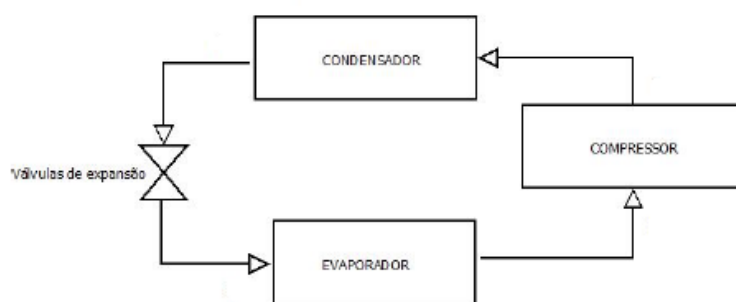 CONDENSADOR
COMPRESSOR
Válvulas de expansão
EVAPORADOR